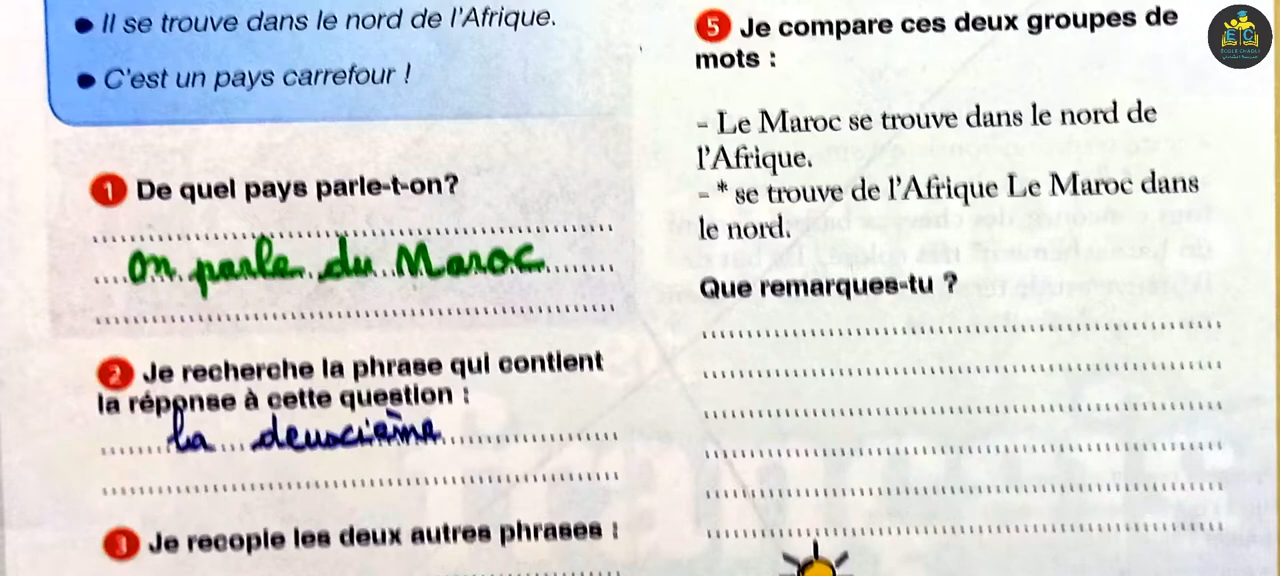 • Il se trouve dans le nord de l'Afrique.
• C'est un pays carrefour !
1 De quel pays parle-t-on?
On parle du Maroc
2 Je recherche la phrase qui contient
la réponse à cette question :
la deuxcième
3 Je recopie les deux autres phrases :
5 Je compare ces deux groupes de
mots :
- Le Maroc se trouve dans le nord de
l'Afrique.
- * se trouve de l'Afrique Le Maroc dans
le nord.
Que remarques-tu ?
EC